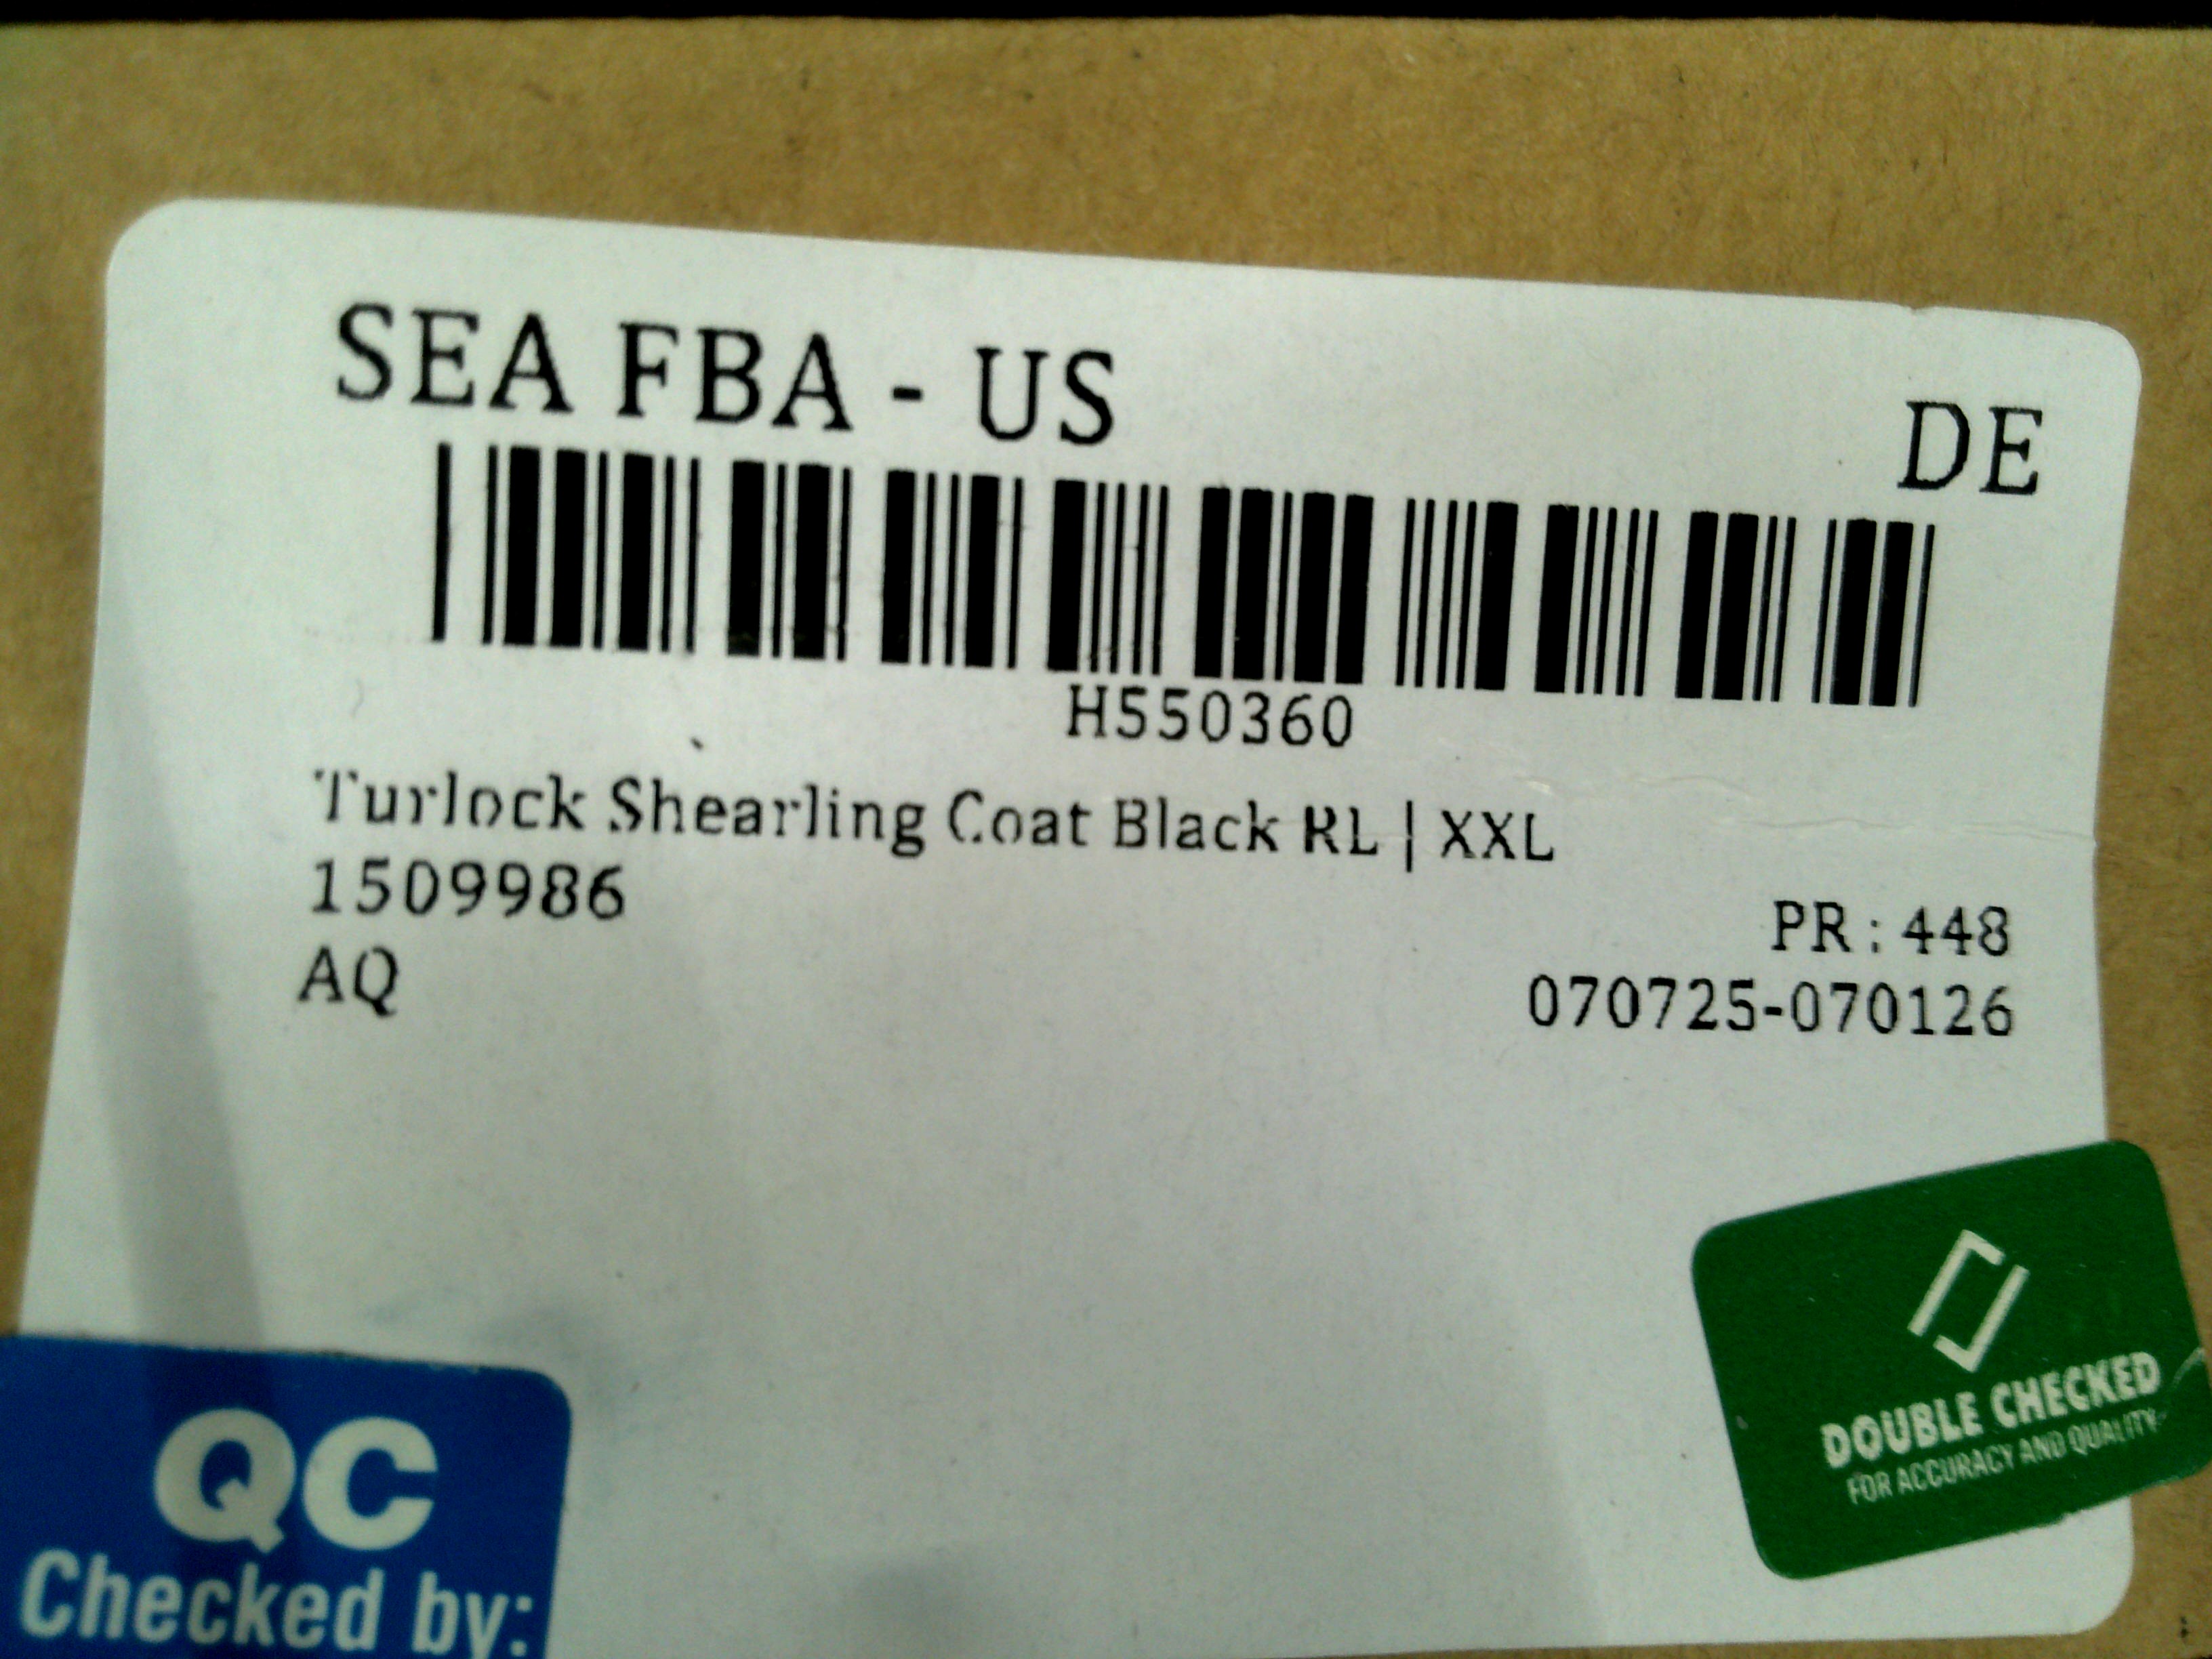 SEA FBA - US
DE
H550360
Turlock Shearling Coat Black RL | XXL
1509986
PR : 448
AQ
070725-070126
DOUBLE CHECKED
FOR ACCURACY AND QUALITY
QC
Checked by: